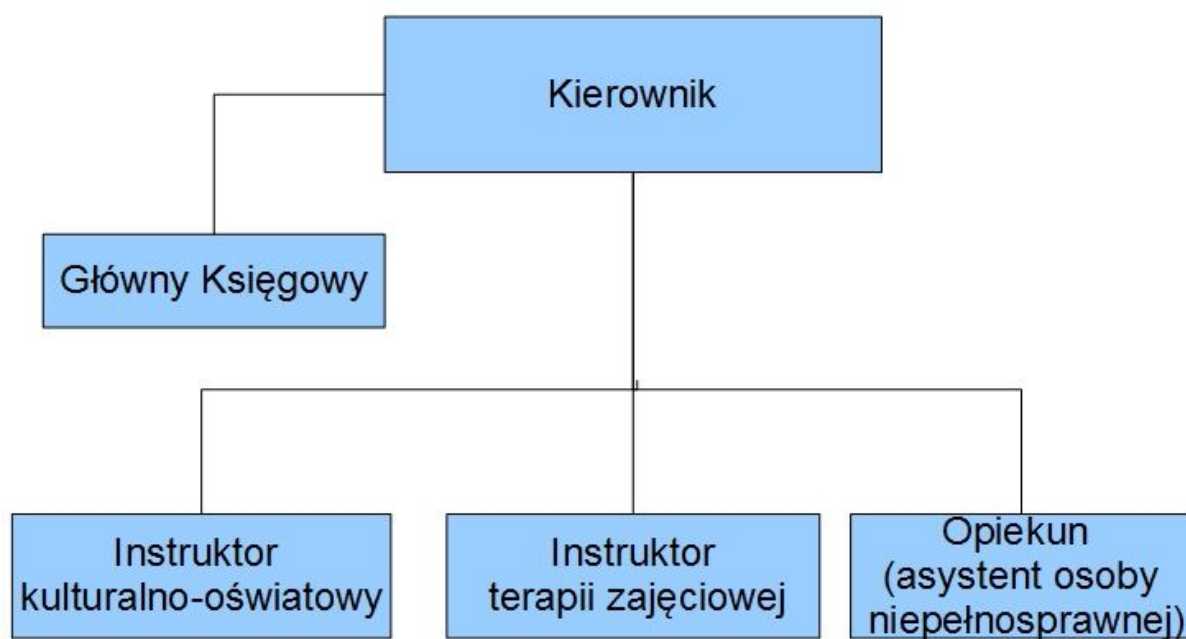 Kierownik
Główny Księgowy
Instruktor
kulturalno-oświatowy
Instruktor
terapii zajęciowej
Opiekun
(asystent osoby
niepełnosprawnej)